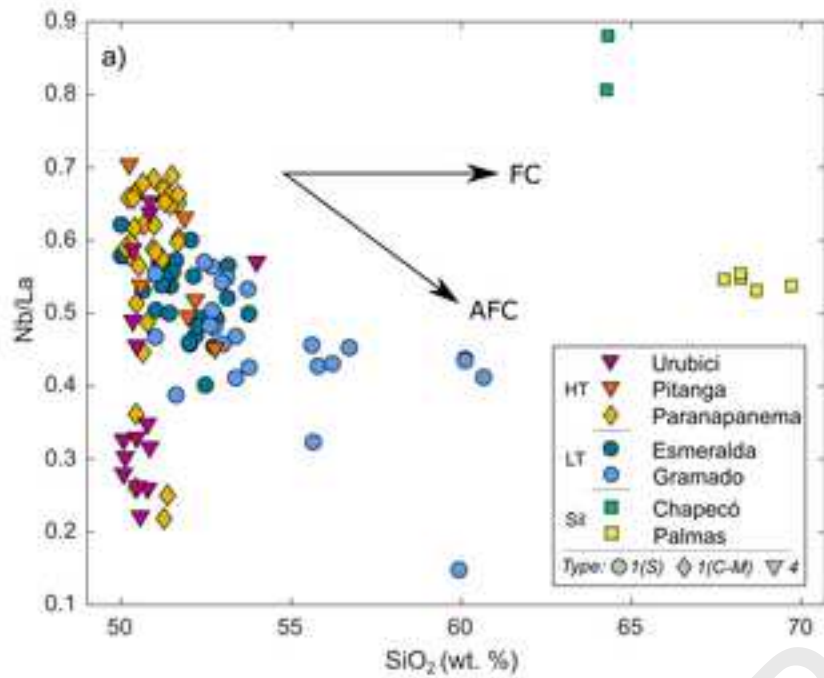 a)
0.9
0.8
0.7
0.6
0.5
0.4
0.3
0.2
0.1
Nb/La
50
55
60
65
70
SiO₂ (wt. %)
FC
AFC
HT
Urubici
Pitanga
Paranapanema
LT
Esmeralda
Gramado
Sil
Chapecó
Palmas
Type: 1(S) 1(C-M) 4